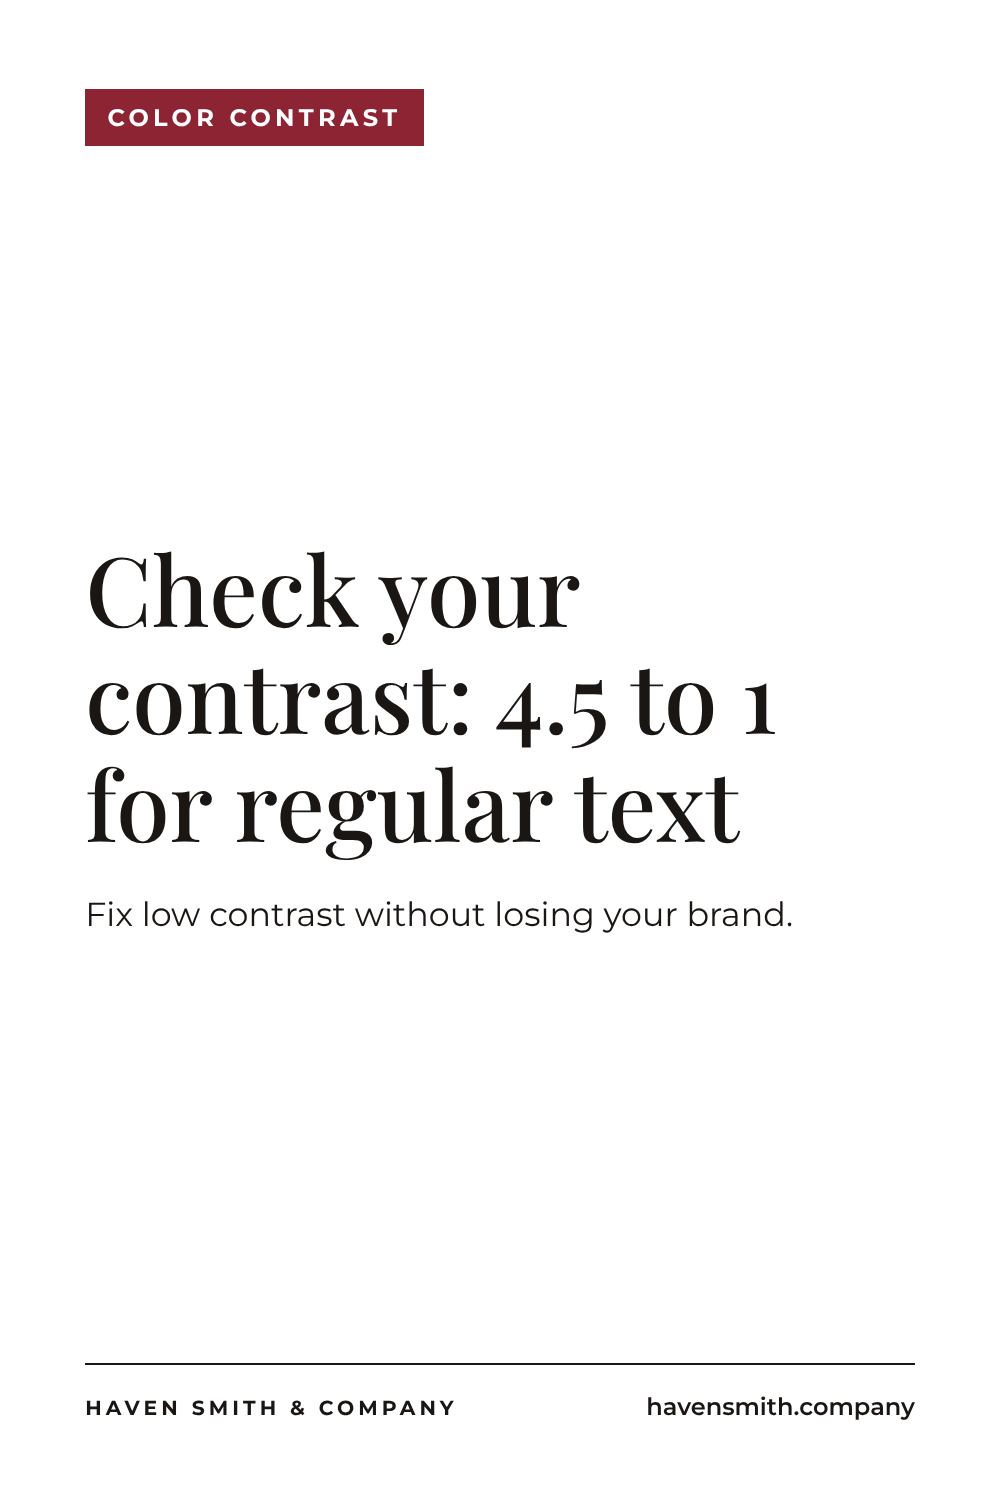 COLOR CONTRAST
Check your
contrast: 4.5 to 1
for regular text
Fix low contrast without losing your brand.
HAVEN SMITH & COMPANY
havensmith.company